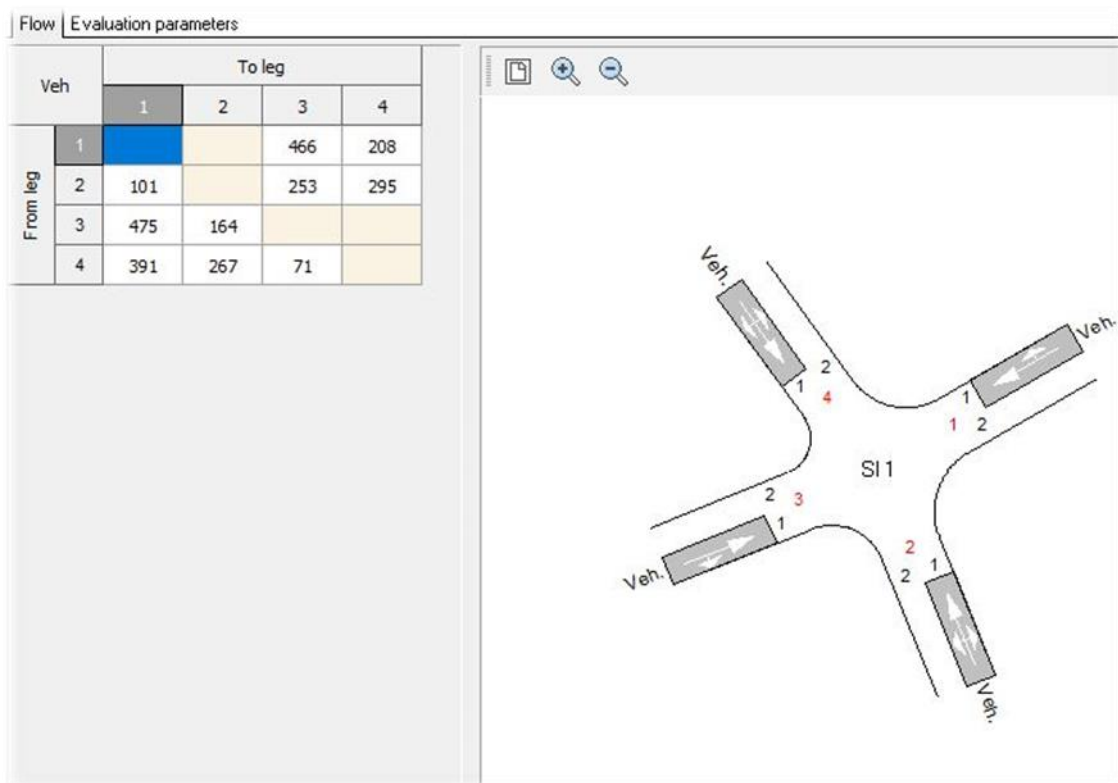 Flow Evaluation parameters
Veh To leg
1 2 3 4
From leg
1 466 208
2 101 253 295
3 475 164
4 391 267 71
Veh.
Veh.
2
1
4
1
1 2
SI 1
2
3
1
2
2 1
Veh.
Veh.